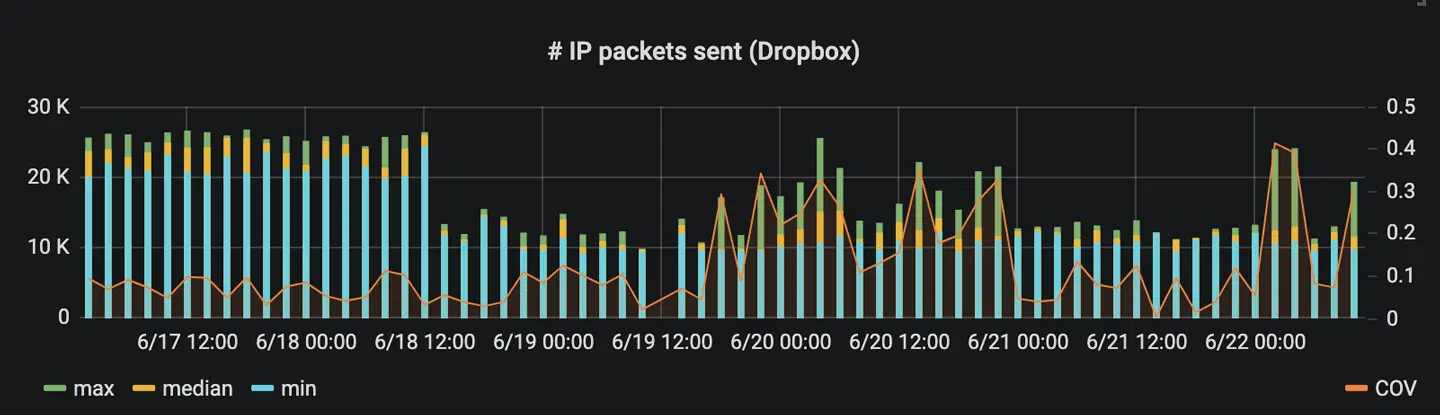 # IP packets sent (Dropbox)
30 K 0.5
0.4
20 K 0.3
0.2
10 K 0.1
0 0
6/17 12:00 6/18 00:00 6/18 12:00 6/19 00:00 6/19 12:00 6/20 00:00 6/20 12:00 6/21 00:00 6/21 12:00 6/22 00:00
max median min COV